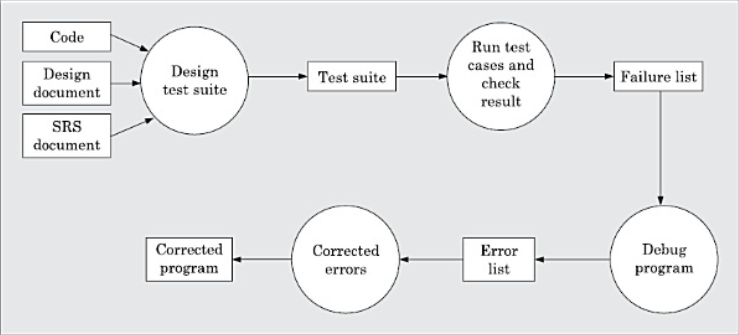 Code
Design
document
SRS
document
Design
test suite
Test suite
Run test
cases and
check
result
Failure list
Debug
program
Error
list
Corrected
errors
Corrected
program